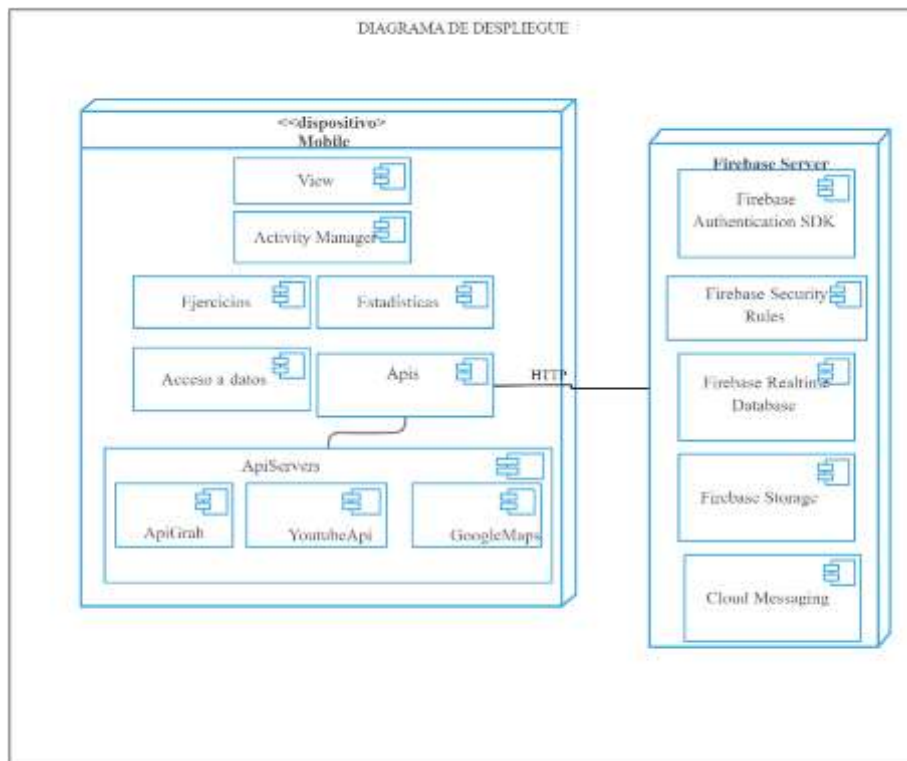 DIAGRAMA DE DESPLIEGUE
<<dispositivo>
Mobile
View
Activity Manager
Ejercicios
Estadísticas
Acceso a datos
Apis
HTTP
ApiServers
ApiGrah
YoutubeApi
GoogleMaps
Firebase Server
Firebase
Authentication SDK
Firebase Security
Rules
Firebase Realtime
Database
Firebase Storage
Cloud Messaging